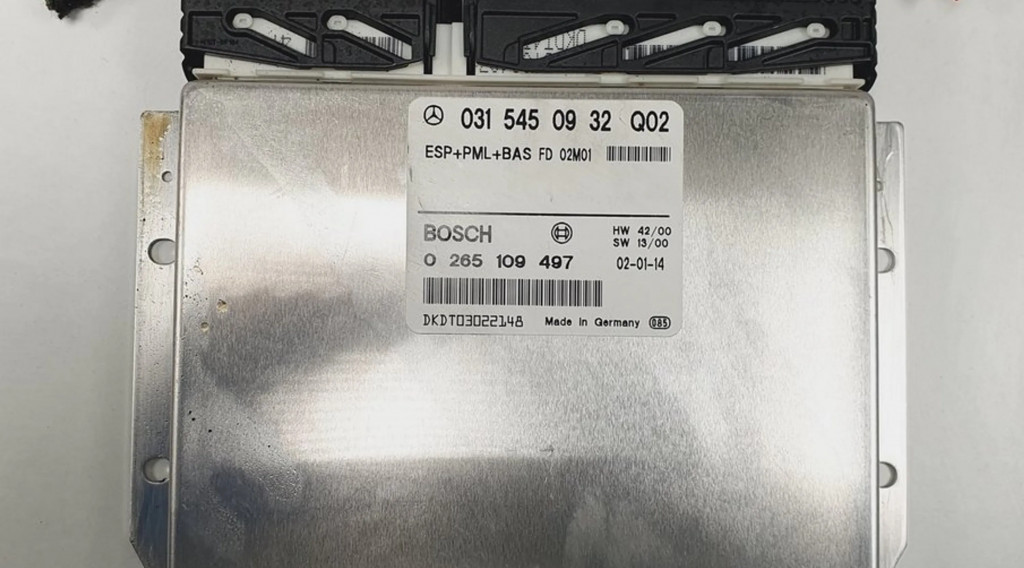 031 545 09 32 Q02
ESP+PML+BAS FD 02M01
BOSCH
HW 42/00
SW 13/00
0 265 109 497
02-01-14
DKDT03022148 Made in Germany 085